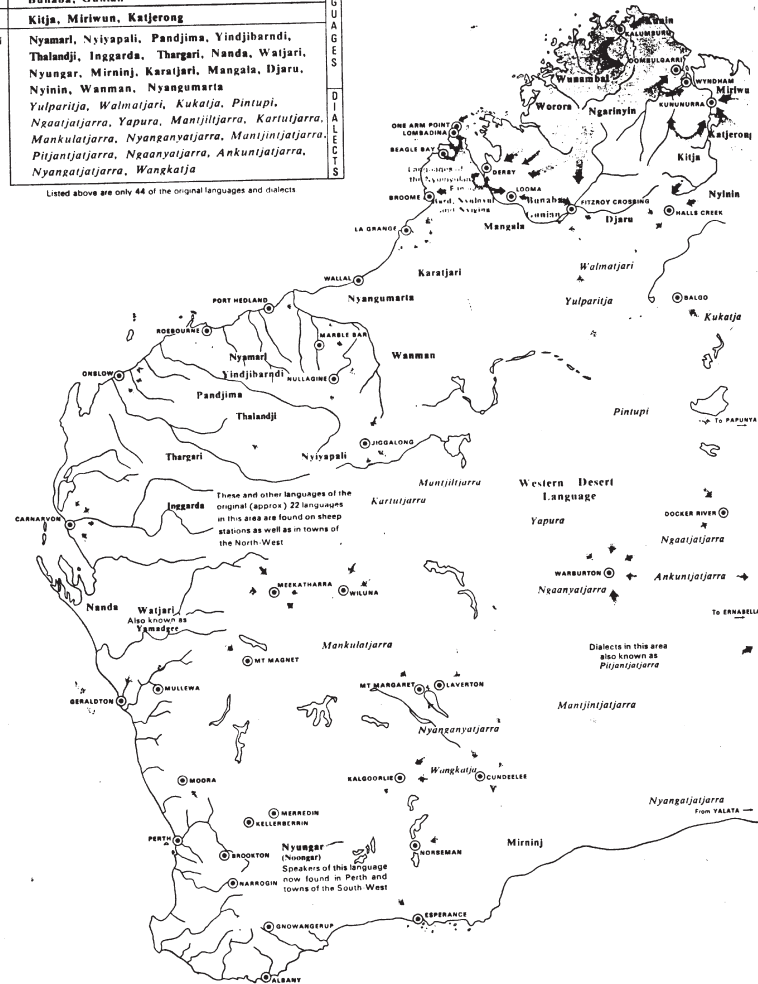 Kitja, Miriwun, Katjerong
Nyamarl, Nyiyapali, Pandjima, Yindjibarndi,
Thalandji, Inggarda, Thargari, Nanda, Watjari,
Nyungar, Mirninj, Karatjari, Mangala, Djaru,
Nyinin, Wanman, Nyangumarta
Yulparitja, Walmatjari, Kukatja, Pintupi,
Ngaatjatjarra, Yapura, Mantjiltjarra, Kartutjarra,
Mankulatjarra, Nyanganyatjarra, Mantjintjatjarra,
Pitjantjatjarra, Ngaanyatjarra, Ankuntjatjarra,
Nyangatjatjarra, Wangkatja
DIALECTS
Listed above are only 44 of the original languages and dialects
Kunin
KALUMBURU
OOMBULGARRI
Wunambal
WYNDHAM
Miriwu
Worora
Ngarinyin
KUNUNURRA
Katjerong
ONE ARM POINT
LOMBADINA
BEAGLE BAY
Kitja
DERBY
LOOMA
BROOME
Bunaba
Gunian
FITZROY CROSSING
Nyinin
HALLS CREEK
Mangala
Djaru
LA GRANGE
Walmatjari
Karatjari
WALLAL
Nyangumarta
Yulparitja
BALGO
PORT HEDLAND
Kukatja
ROEBOURNE
MARBLE BAR
Nyamarl
Wanman
Yindjibarndi
NULLAGINE
ONSLOW
Pandjima
Pintupi
Thalandji
To PAPUNYA
JIGGALONG
Thargari
Nyiyapali
Muntjiltjarra
Western Desert
Language
Inggarda
These and other languages of the
original (approx) 22 languages
in this area are found on sheep
stations as well as in towns of
the North-West
Kartutjarra
CARNARVON
Yapura
DOCKER RIVER
Ngaatjatjarra
WARBURTON
Ankuntjatjarra
MEEKATHARRA
WILUNA
Ngaanyatjarra
Nanda
Watjari
Also known as
Yamadgee
To ERNABELLA
Mankulatjarra
Dialects in this area
also known as
Pitjantjatjarra
MT MAGNET
MULLEWA
MT MARGARET
LAVERTON
GERALDTON
Mantjintjatjarra
Nyanganyatjarra
MOORA
KALGOORLIE
Wangkatja
CUNDEELEE
Nyangatjatjarra
From YALATA
MERREDIN
KELLERBERRIN
PERTH
Nyungar
(Noongar)
Speakers of this language
now found in Perth and
towns of the South West
BROOKTON
NORSEMAN
Mirninj
NARROGIN
GNOWANGERUP
ESPERANCE
ALBANY